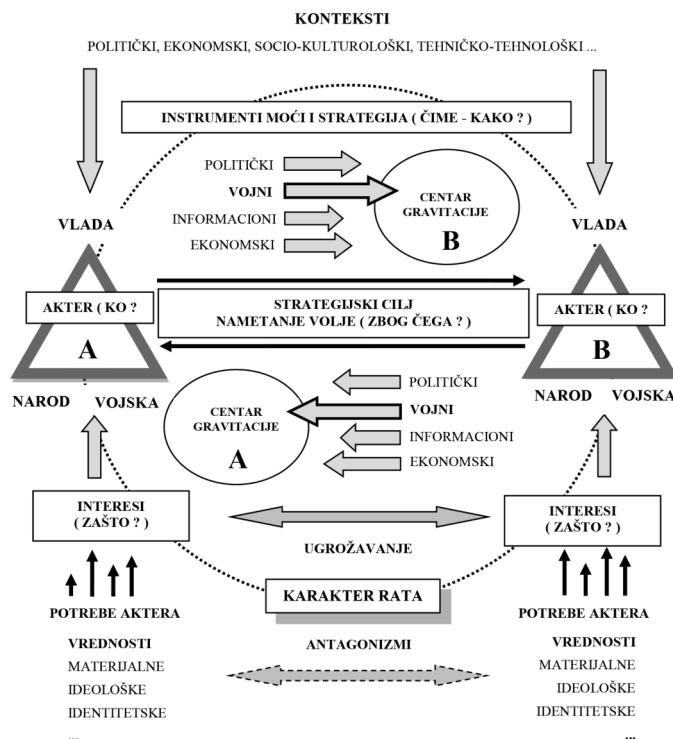 KONTEKSTI
POLITIČKI, EKONOMSKI, SOCIO-KULTUROLOŠKI, TEHNIČKO-TEHNOLOŠKI ...
INSTRUMENTI MOĆI I STRATEGIJA ( ČIME - KAKO ? )
POLITIČKI
VOJNI
INFORMACIONI
EKONOMSKI
CENTAR
GRAVITACIJE
B
VLADA
AKTER ( KO ?
A
NAROD
VOJSKA
STRATEGIJSKI CILJ
NAMETANJE VOLJE ( ZBOG ČEGA ? )
VLADA
AKTER ( KO ?
B
NAROD
VOJSKA
CENTAR
GRAVITACIJE
A
POLITIČKI
VOJNI
INFORMACIONI
EKONOMSKI
INTERESI
( ZAŠTO ? )
UGROŽAVANJE
INTERESI
( ZAŠTO ? )
KARAKTER RATA
POTREBE AKTERA
VREDNOSTI
MATERIJALNE
IDEOLOŠKE
IDENTITETSKE
...
ANTAGONIZMI
POTREBE AKTERA
VREDNOSTI
MATERIJALNE
IDEOLOŠKE
IDENTITETSKE
...